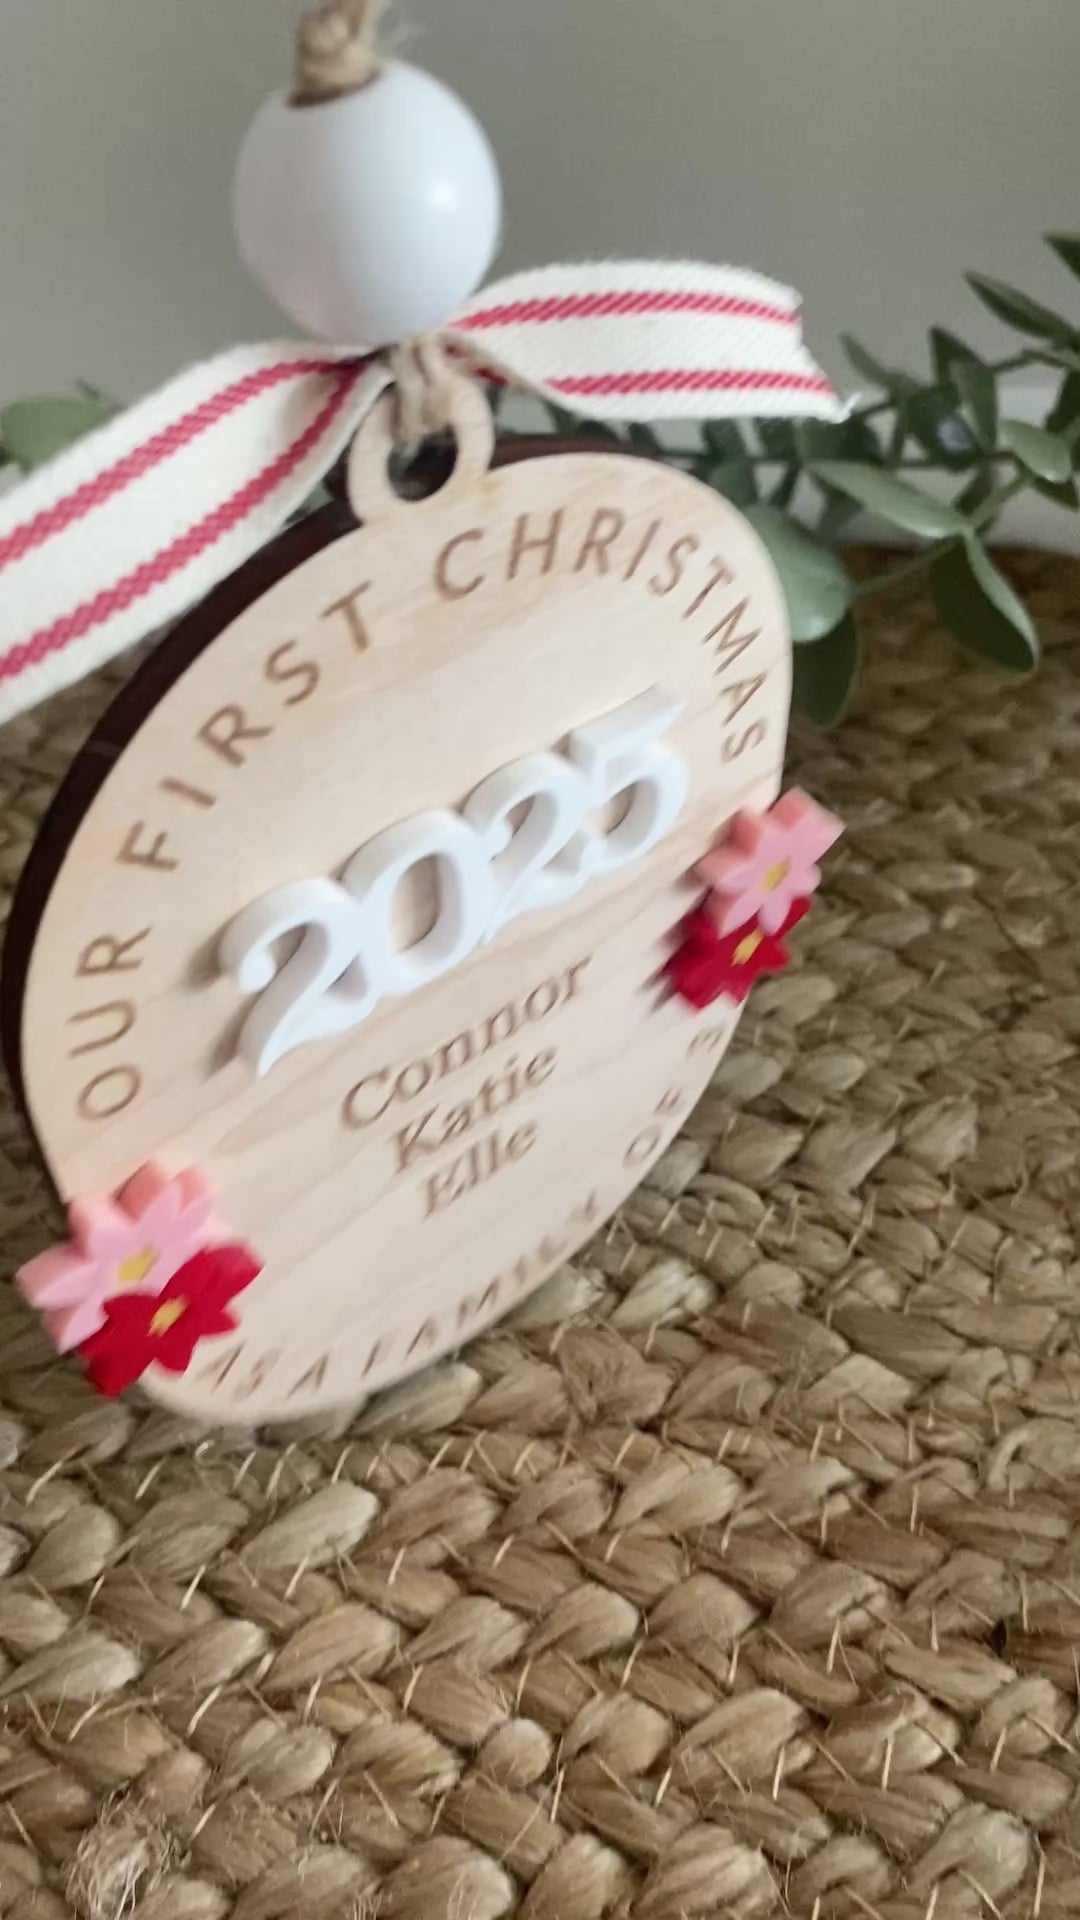 OUR FIRST CHRISTMAS
2025
Connor
Katie
Elle
AS A FAMILY OF 3